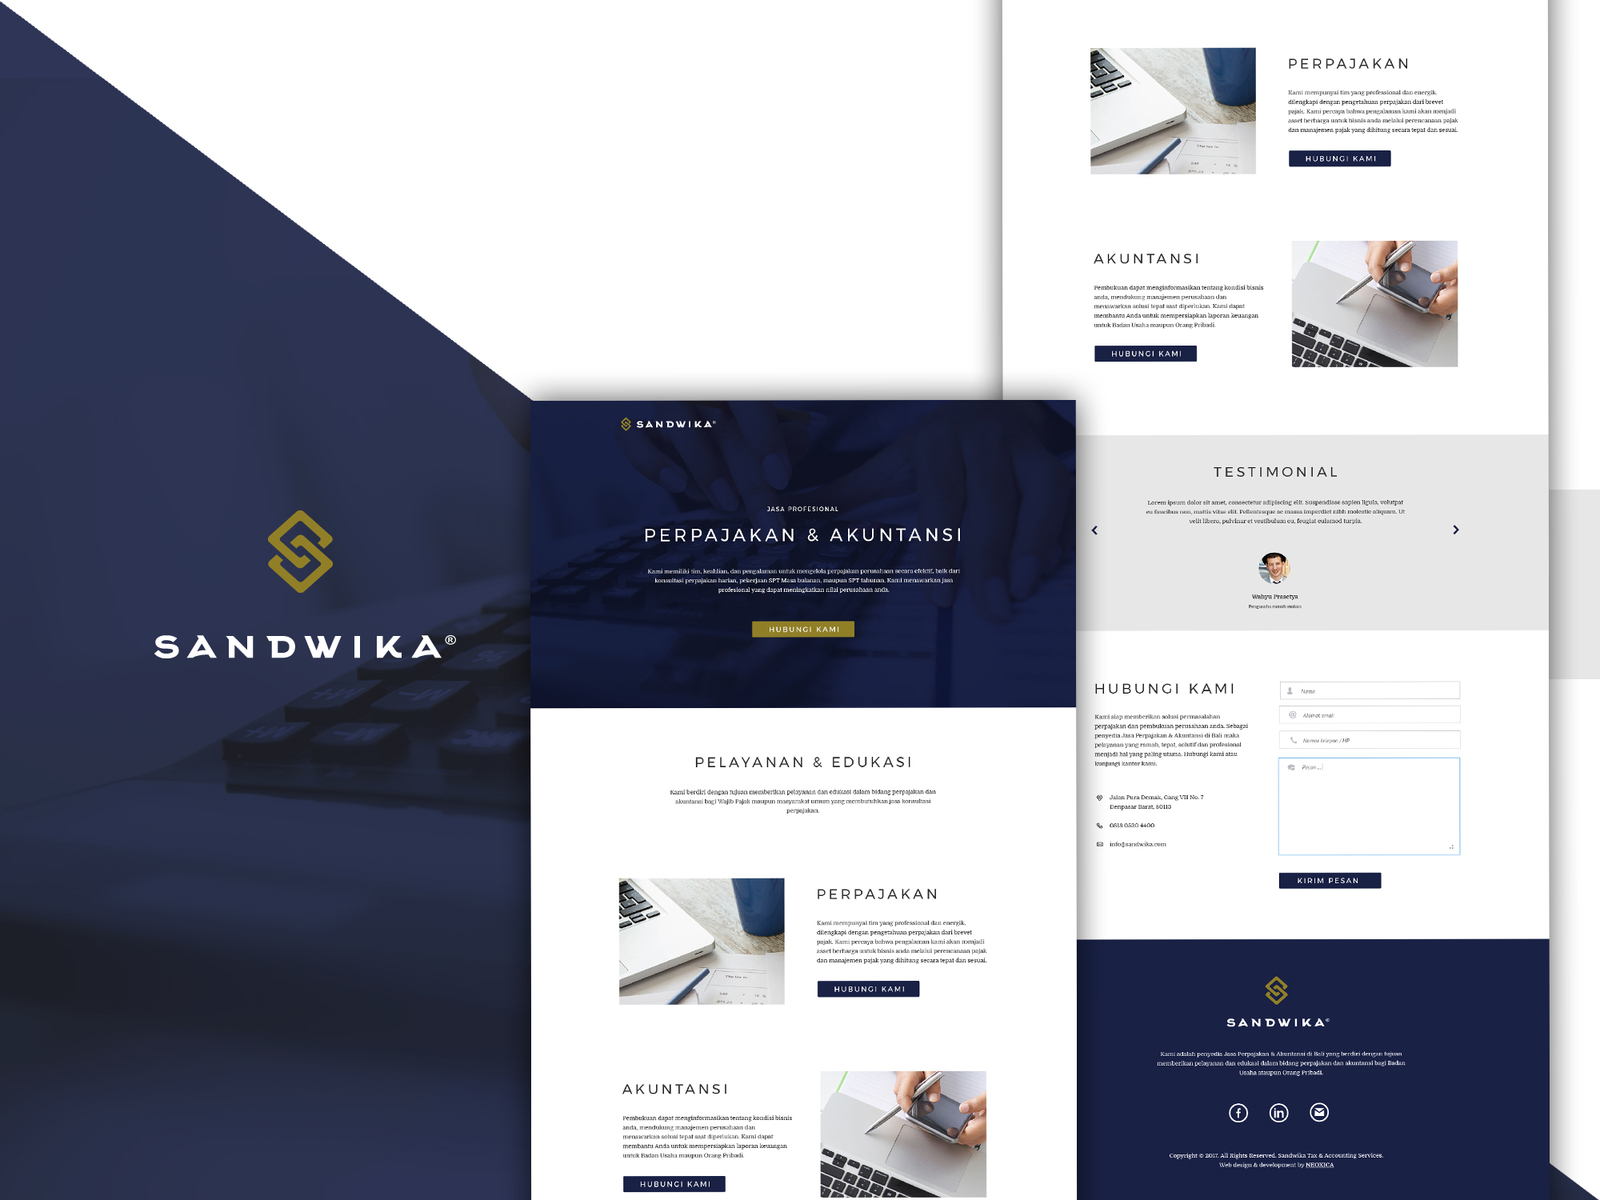 SANDWIKA®
SANDWIKA®
JASA PROFESIONAL
PERPAJAKAN & AKUNTANSI
Kami memiliki tim, keahlian, dan pengalaman untuk mengelola perpajakan perusahaan secara efektif, baik dari
konsultasi perpajakan harian, pekerjaan SPT Masa bulanan, maupun SPT tahunan. Kami menawarkan jasa
profesional yang dapat meningkatkan nilai perusahaan anda.
HUBUNGI KAMI
PELAYANAN & EDUKASI
Kami berdiri dengan tujuan memberikan pelayanan dan edukasi dalam bidang perpajakan dan
akuntansi bagi Wajib Pajak maupun masyarakat umum yang membutuhkan jasa konsultasi
perpajakan.
PERPAJAKAN
Kami mempunyai tim yang professional dan energik,
dilengkapi dengan pengetahuan perpajakan dari brevet
pajak. Kami percaya bahwa pengalaman kami akan menjadi
asset berharga untuk bisnis anda melalui perencanaan pajak
dan manajemen pajak yang dihitung secara tepat dan sesuai.
HUBUNGI KAMI
AKUNTANSI
Pembukuan dapat menginformasikan tentang kondisi bisnis
anda, mendukung manajemen perusahaan dan
menawarkan solusi tepat saat diperlukan. Kami dapat
membantu Anda untuk mempersiapkan laporan keuangan
untuk Badan Usaha maupun Orang Pribadi
HUBUNGI KAMI
PERPAJAKAN
Kami mempunyai tim yang professional dan energik,
dilengkapi dengan pengetahuan perpajakan dari brevet
pajak. Kami percaya bahwa pengalaman kami akan menjadi
asset berharga untuk bisnis anda melalui perencanaan pajak
dan manajemen pajak yang dihitung secara tepat dan sesuai.
HUBUNGI KAMI
AKUNTANSI
Pembukuan dapat menginformasikan tentang kondisi bisnis
anda, mendukung manajemen perusahaan dan
menawarkan solusi tepat saat diperlukan. Kami dapat
membantu Anda untuk mempersiapkan laporan keuangan
untuk Badan Usaha maupun Orang Pribadi
HUBUNGI KAMI
TESTIMONIAL
Lorem ipsum dolor sit amet, consectetur adipiscing elit. Suspendisse sapien ligula, volutpat
eu faucibus non, mattis vitae elit. Pellentesque ac massa imperdiet nibh molestie aliquam. Ut
velit libero, pulvinar et vestibulum eu, feugiat euismod turpis.
Wahyu Prasetya
Pengusaha rumah makan
HUBUNGI KAMI
Kami siap memberikan solusi permasalahan
perpajakan dan pembukuan perusahaan anda. Sebagai
penyedia Jasa Perpajakan & Akuntansi di Bali maka
pelayanan yang ramah, tepat, solutif dan profesional
menjadi hal yang paling utama. Hubungi kami atau
kunjungi kantor kami.
Jalan Pura Demak, Gang VII No. 7
Denpasar Barat, 80113
info@sandwika.com
Nama
Alamat email
Nomor telepon / HP
Pesan...
KIRIM PESAN
SANDWIKA®
Kami adalah penyedia Jasa Perpajakan & Akuntansi di Bali yang berdiri dengan tujuan
memberikan pelayanan dan edukasi dalam bidang perpajakan dan akuntansi bagi Badan
Usaha ataupun Orang Pribadi.
Copyright © 2017. All Rights Reserved. Sandwika Tax & Accounting Services.
Web design & development by NEOXICA